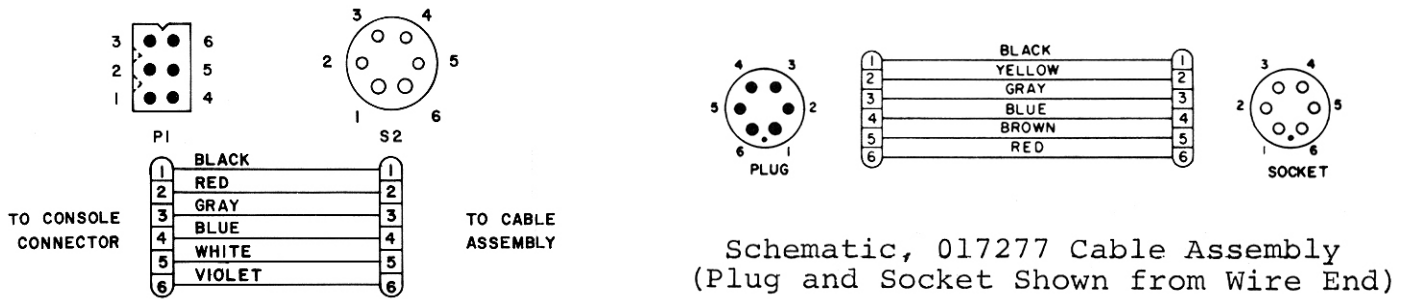 3 6
2 5
1 4
P1
3 4
2 5
1 6
S2
TO CONSOLE
CONNECTOR
1 BLACK 1
2 RED 2
3 GRAY 3
4 BLUE 4
5 WHITE 5
6 VIOLET 6
TO CABLE
ASSEMBLY
4 3
5 2
6 1
PLUG
1 BLACK 1
2 YELLOW 2
3 GRAY 3
4 BLUE 4
5 BROWN 5
6 RED 6
3 4
2 5
1 6
SOCKET
Schematic, 017277 Cable Assembly
(Plug and Socket Shown from Wire End)